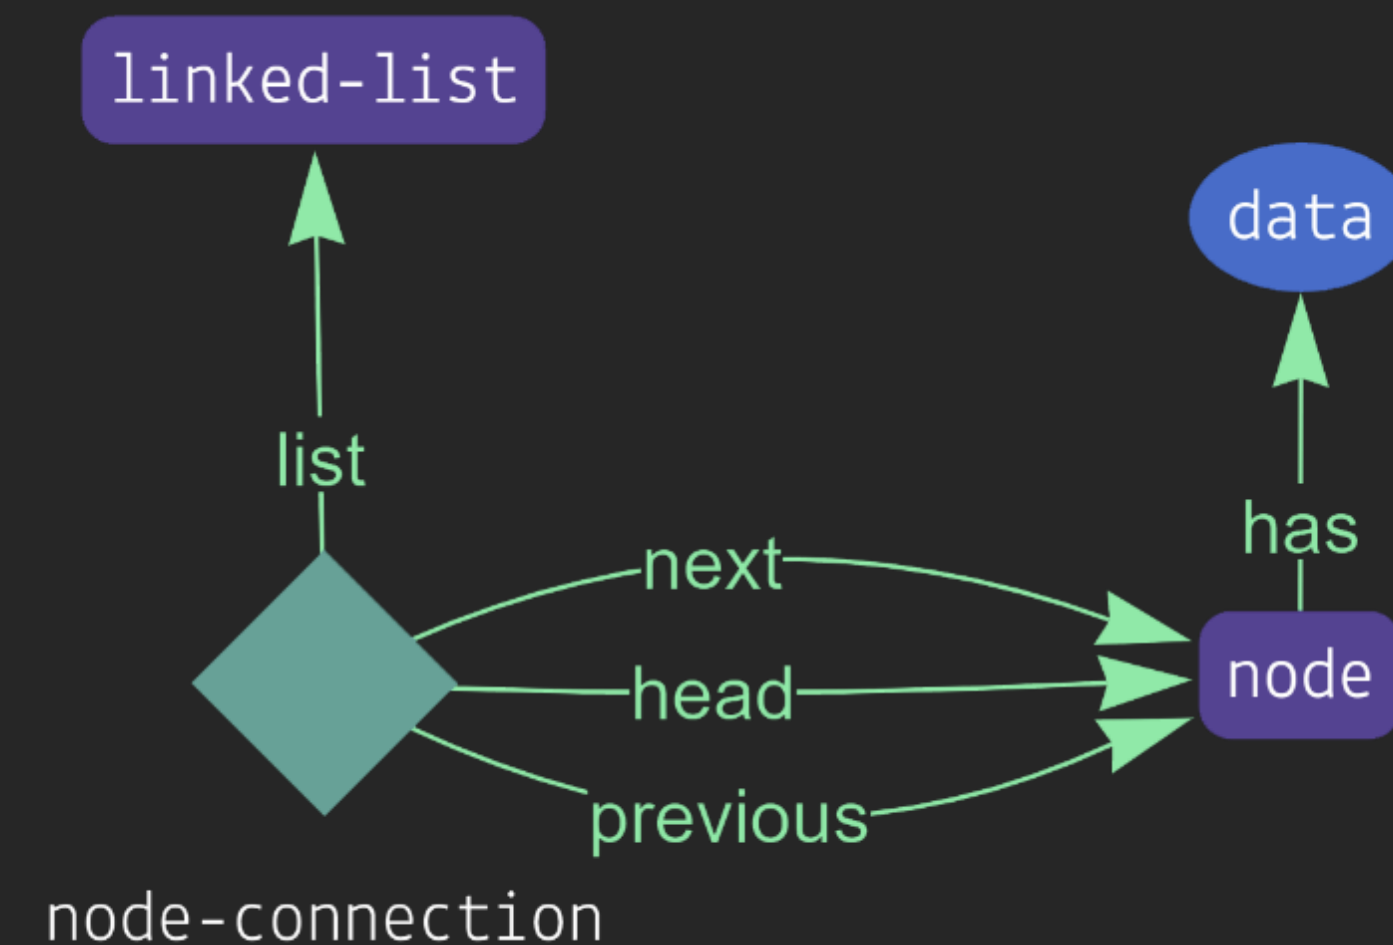 linked-list
data
list
has
next
head
node
previous
node-connection